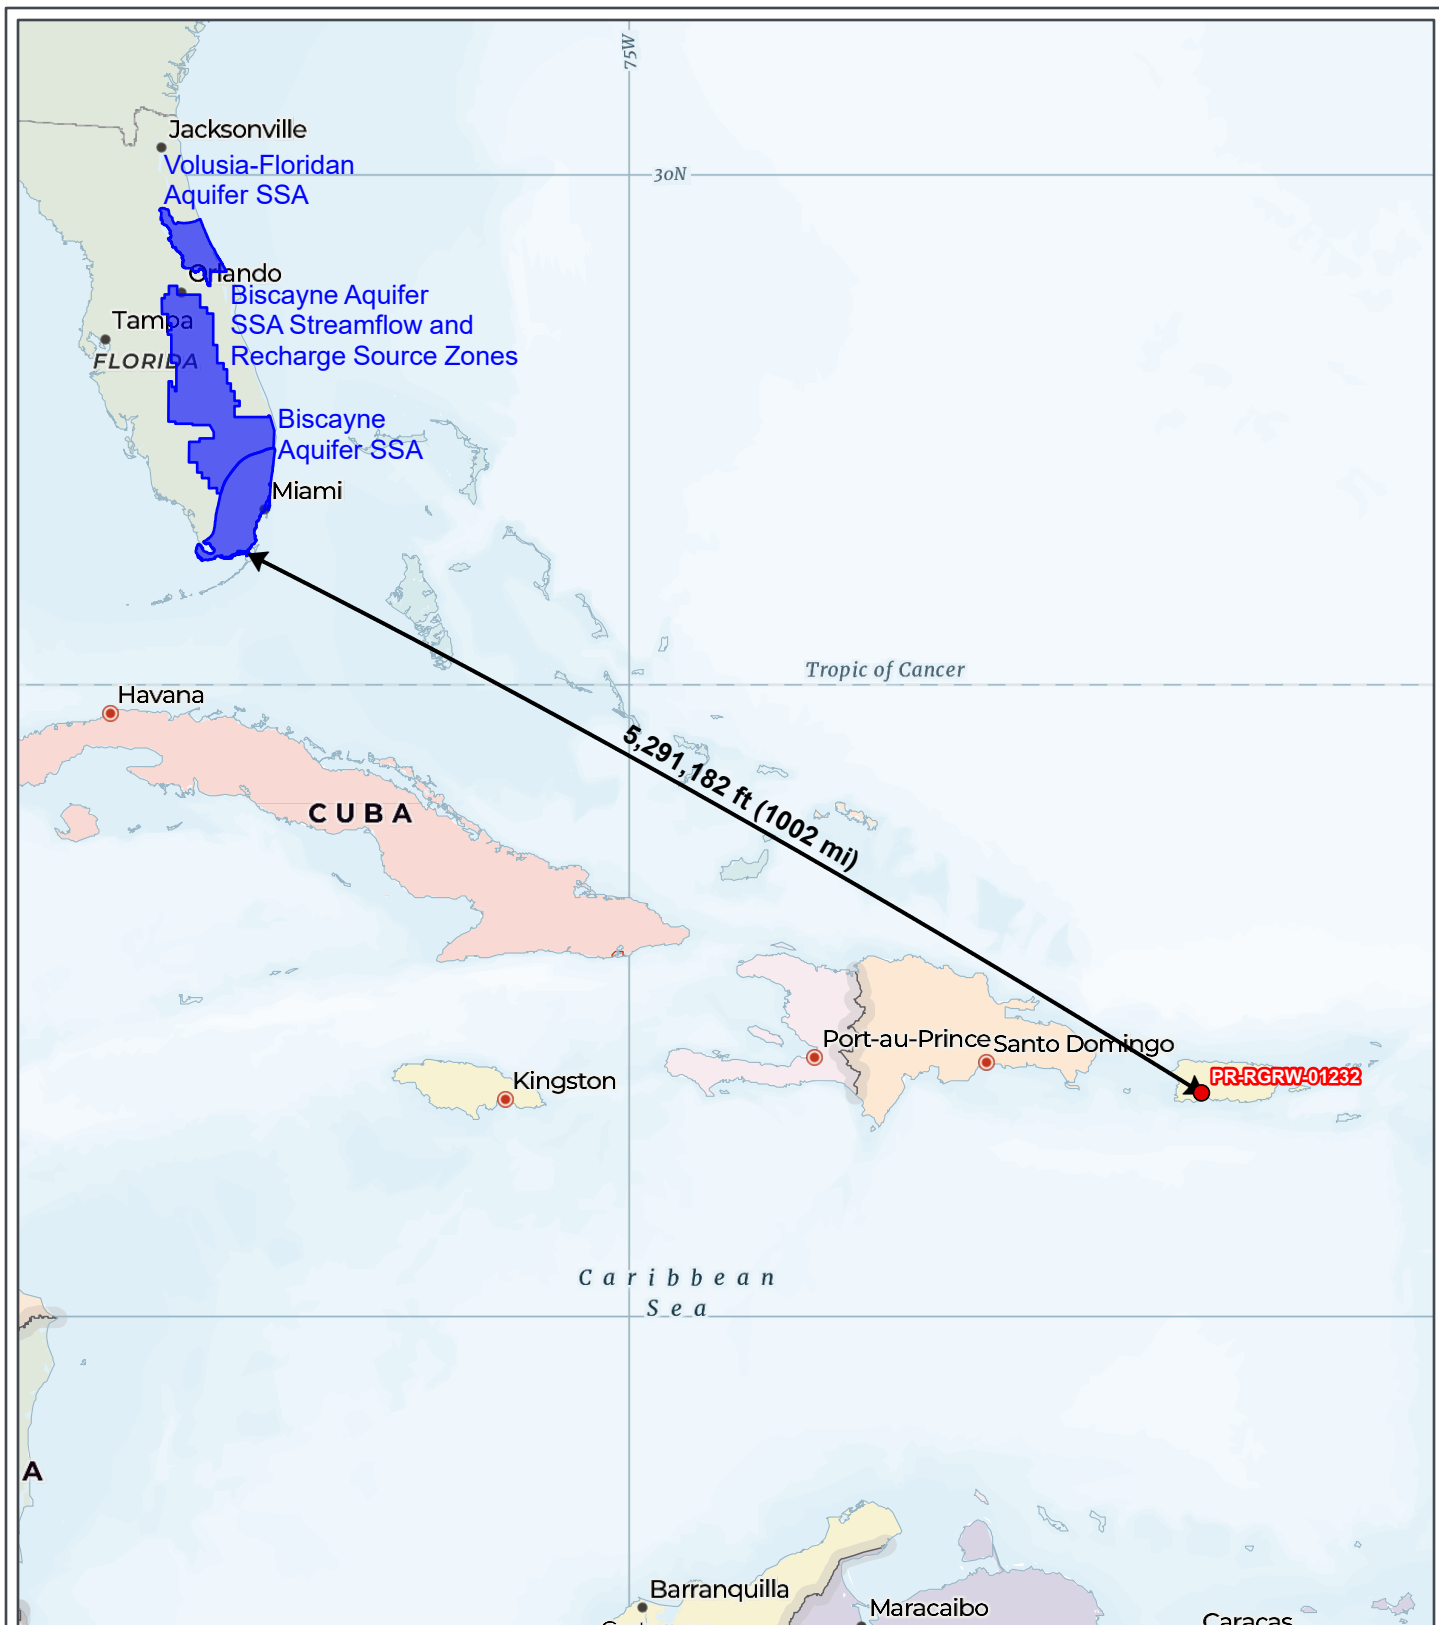 75W
Jacksonville
Volusia-Floridan
Aquifer SSA
30N
Orlando
Biscayne Aquifer
SSA Streamflow and
Recharge Source Zones
Tampa
FLORIDA
Biscayne
Aquifer SSA
Miami
Tropic of Cancer
Havana
5,291,182 ft (1002 mi)
CUBA
Port-au-Prince
Santo Domingo
PR-RGRW-01232
Kingston
Caribbean
Sea
A
Barranquilla
Maracaibo
Caracas